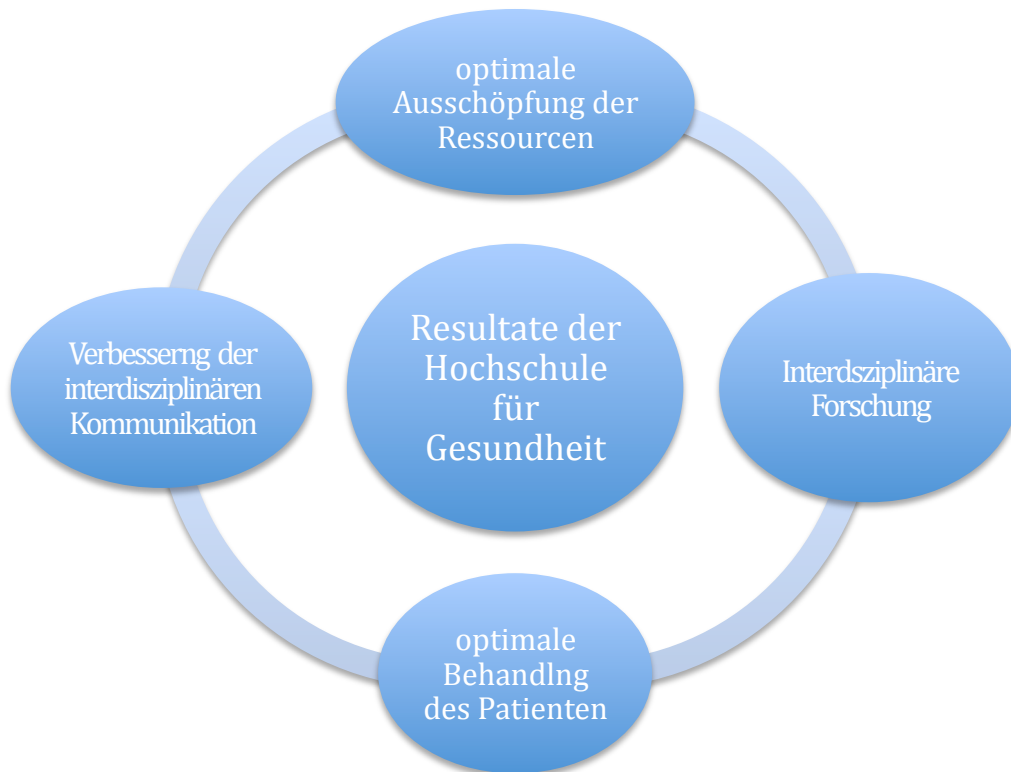 optimale
Ausschöpfung der
Ressourcen
Verbesserng der
interdisziplinären
Kommunikation
Resultate der
Hochschule
für
Gesundheit
Interdsziplinäre
Forschung
optimale
Behandlng
des Patienten